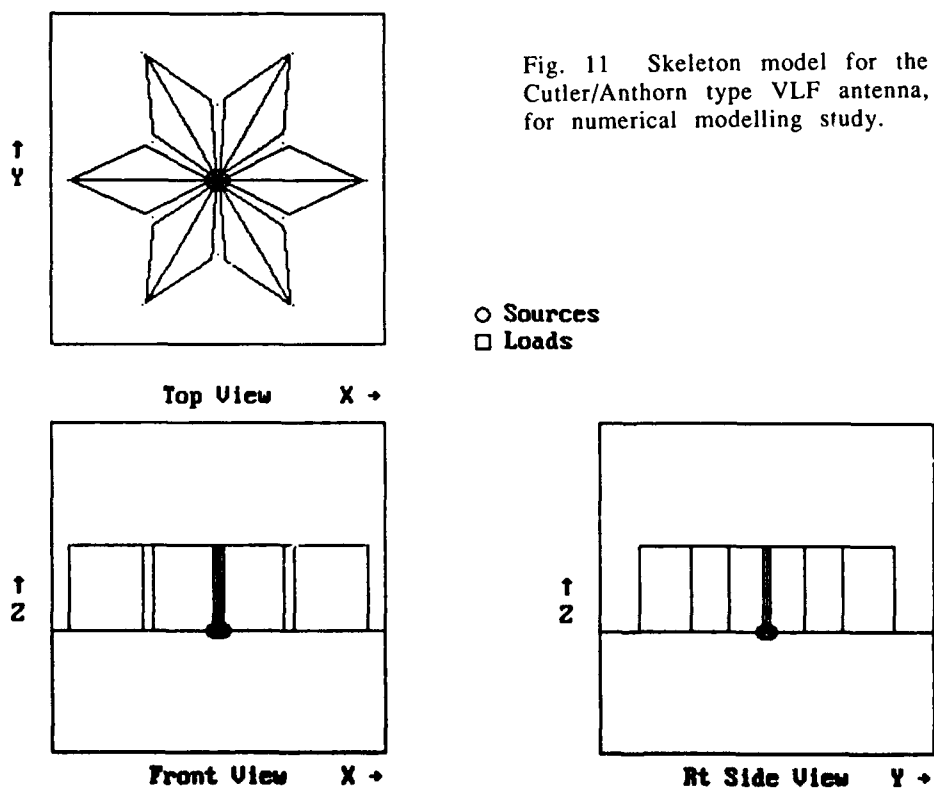 Fig. 11 Skeleton model for the
Cutler/Anthorn type VLF antenna,
for numerical modelling study.
↑
Y
○ Sources
□ Loads
Top View X →
↑
Z
Front View X →
↑
Z
Rt Side View Y →